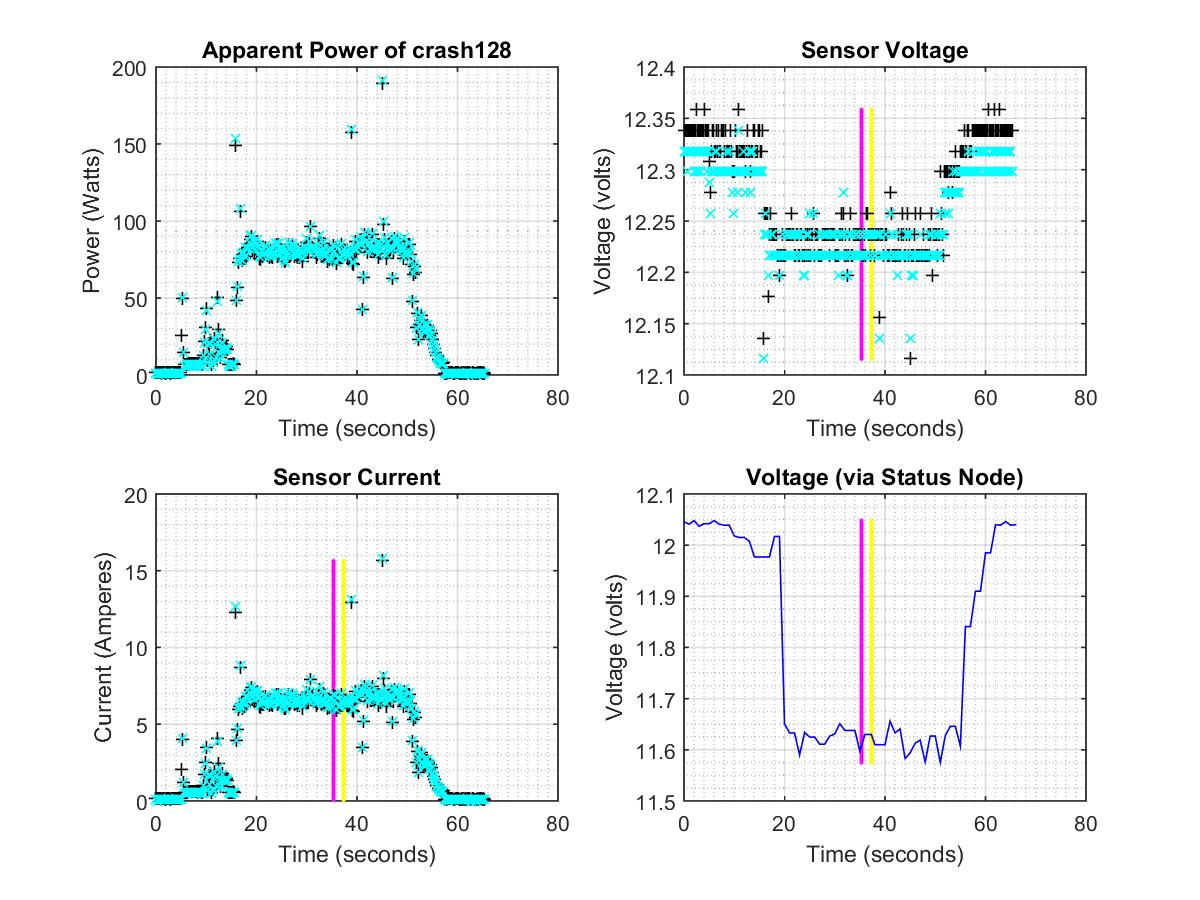 Apparent Power of crash128
200
150
100
50
0
0 20 40 60 80
Power (Watts)
Time (seconds)
Sensor Voltage
12.4
12.35
12.3
12.25
12.2
12.15
12.1
0 20 40 60 80
Voltage (volts)
Time (seconds)
Sensor Current
20
15
10
5
0
0 20 40 60 80
Current (Amperes)
Time (seconds)
Voltage (via Status Node)
12.1
12
11.9
11.8
11.7
11.6
11.5
0 20 40 60 80
Voltage (volts)
Time (seconds)